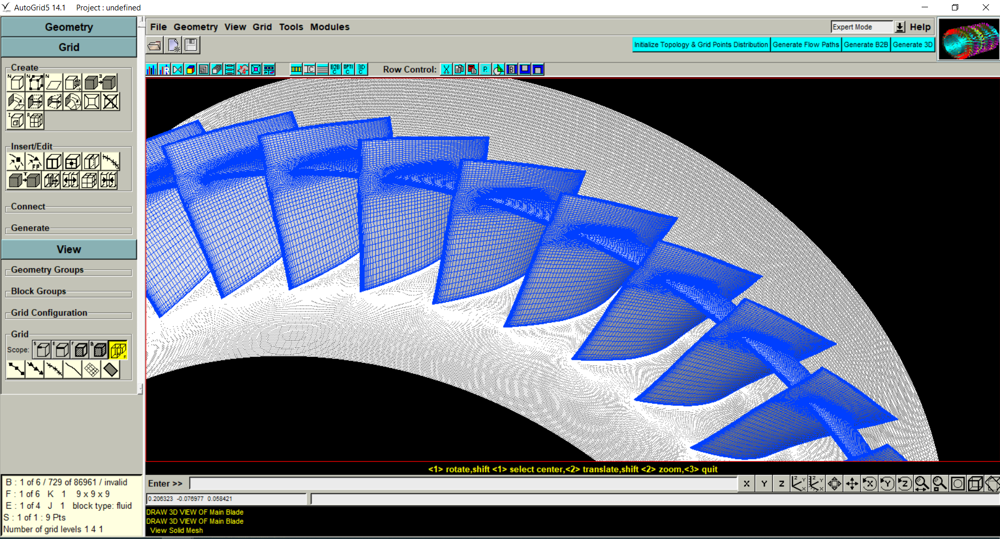 AutoGrid5 14.1 Project : undefined
Geometry
Grid
Create
Insert/Edit
Connect
Generate
View
Geometry Groups
Block Groups
Grid Configuration
Grid
Scope:
B : 1 of 6 / 729 of 86961 / invalid
F : 1 of 6 K 1 9 x 9 x 9
E : 1 of 4 J 1 block type: fluid
S : 1 of 1 : 9 Pts
Number of grid levels 1 4 1
File Geometry View Grid Tools Modules
Expert Mode
Help
Initialize Topology & Grid Points Distribution Generate Flow Paths Generate B2B Generate 3D
Row Control:
<1> rotate,shift <1> select center,<2> translate,shift <2> zoom,<3> quit
Enter >>
X Y Z
0.206323 -0.076977 0.058421
DRAW 3D VIEW OF Main Blade
DRAW 3D VIEW OF Main Blade
View Solid Mesh